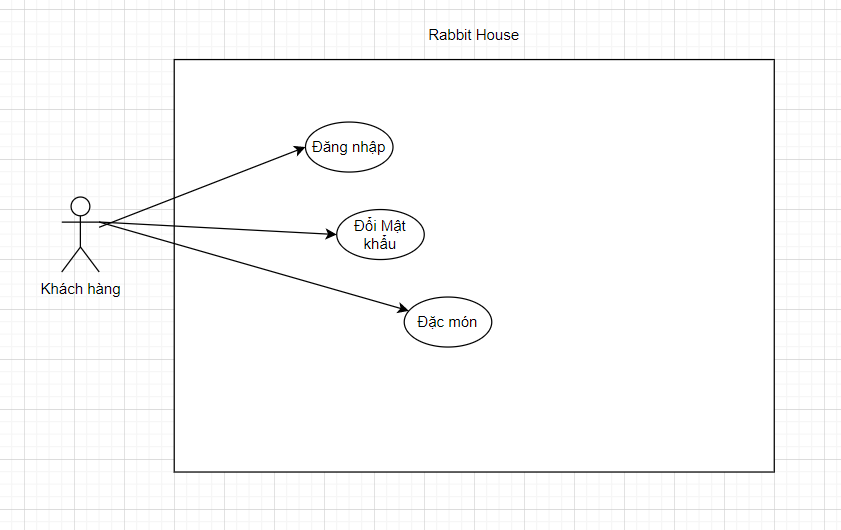 Rabbit House
Đăng nhập
Đổi Mật
khẩu
Khách hàng
Đặc món